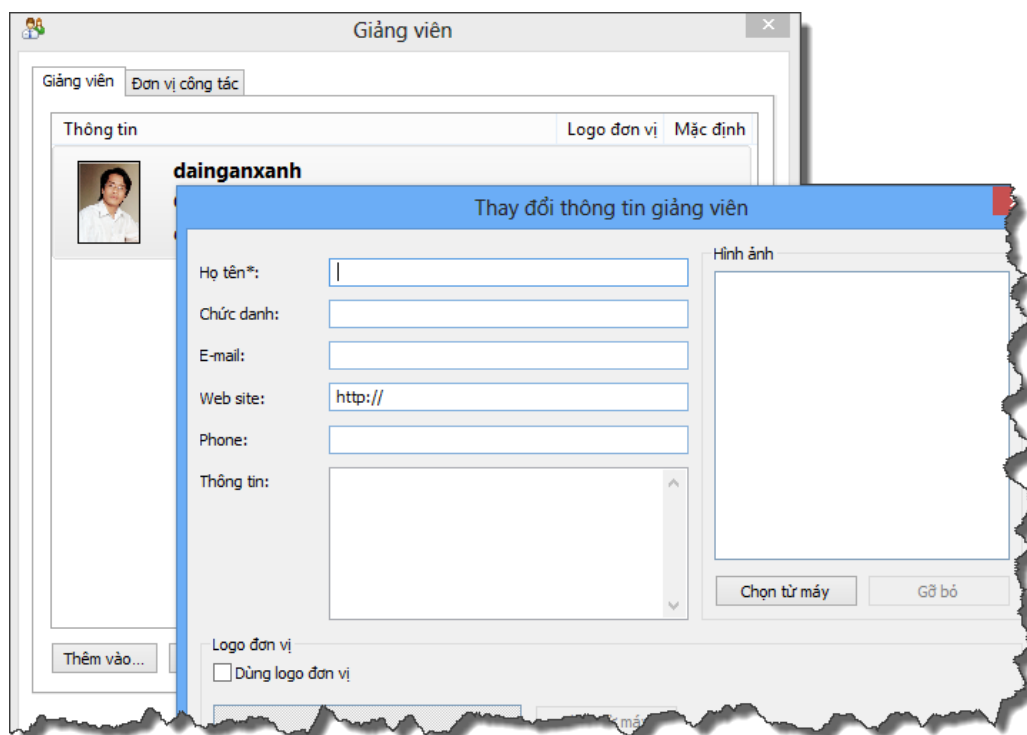 Giảng viên
Giảng viên Đơn vị công tác
Thông tin Logo đơn vị Mặc định
dainganxanh
Thay đổi thông tin giảng viên
Họ tên*:
Hình ảnh
Chức danh:
E-mail:
Web site: http://
Phone:
Thông tin:
Chọn từ máy Gỡ bỏ
Logo đơn vị
Thêm vào...
Dùng logo đơn vị